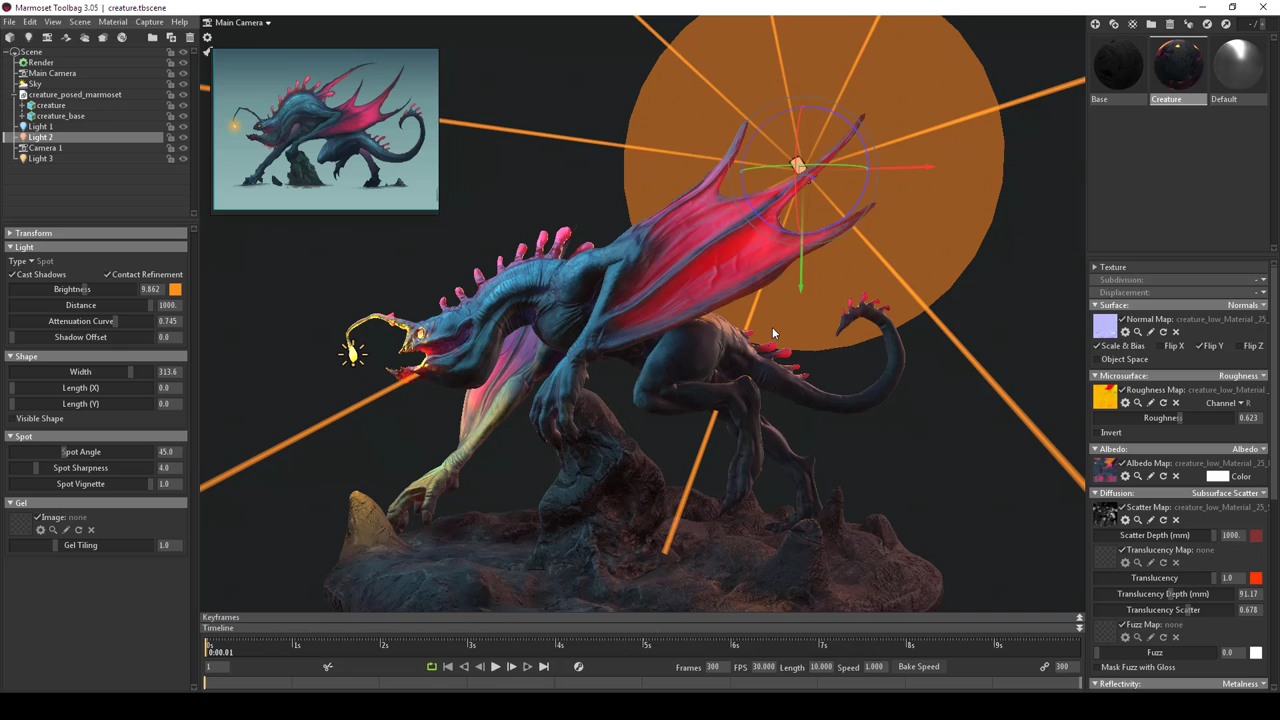 Marmoset Toolbag 3.05 | creature.tbscene
File Edit View Scene Material Capture Help
Main Camera
Scene
Render
Main Camera
Sky
creature_posed_marmoset
creature
creature_base
Light 1
Light 2
Camera 1
Light 3
Transform
Light
Type Spot
Cast Shadows Contact Refinement
Brightness 9.862
Distance 1000.
Attenuation Curve 0.745
Shadow Offset 0.0
Shape
Width 313.6
Length (X) 0.0
Length (Y) 0.0
Visible Shape
Spot
Spot Angle 45.0
Spot Sharpness 4.0
Spot Vignette 1.0
Gel
Image: none
Gel Tiling 1.0
Keyframes
Timeline
0s 1s 2s 3s 4s 5s 6s 7s 8s 9s
0:00.01
1 Frames 300 FPS 30.000 Length 10.000 Speed 1.000 Bake Speed 300
- / -
Base Creature Default
Texture
Subdivision: -
Displacement: -
Surface: Normals
Normal Map: creature_low_Material _25_
Scale & Bias Flip X Flip Y Flip Z
Object Space
Microsurface: Roughness
Roughness Map: creature_low_Material
Channel R
Roughness 0.623
Invert
Albedo: Albedo
Albedo Map: creature_low_Material _25_
Color
Diffusion: Subsurface Scatter
Scatter Map: creature_low_Material _25_
Scatter Depth (mm) 1000.
Translucency Map: none
Translucency 1.0
Translucency Depth (mm) 91.17
Translucency Scatter 0.678
Fuzz Map: none
Fuzz 0.0
Mask Fuzz with Gloss
Reflectivity: Metalness